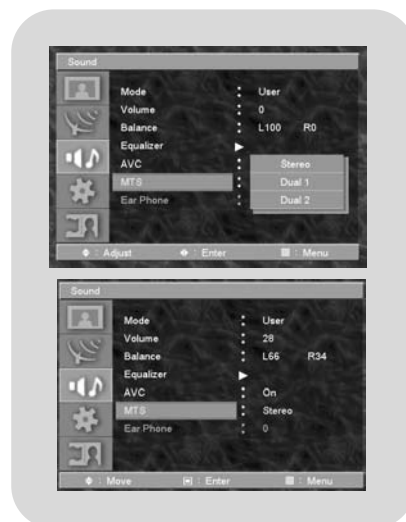 Sound
Mode : User
Volume : 0
Balance : L100 R0
Equalizer
AVC :
MTS :
Ear Phone :
Stereo
Dual 1
Dual 2
: Adjust : Enter : Menu
Sound
Mode : User
Volume : 28
Balance : L66 R34
Equalizer
AVC : On
MTS : Stereo
Ear Phone : 0
: Move : Enter : Menu